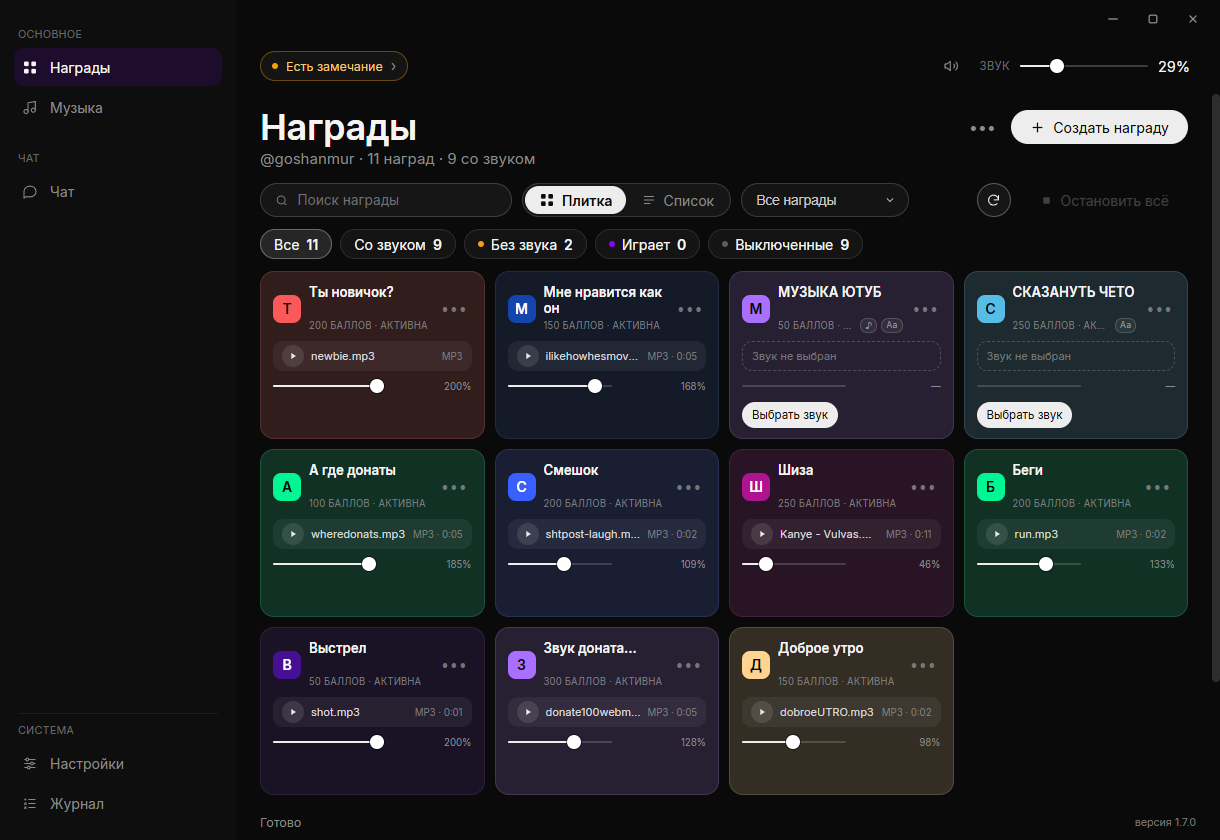 ОСНОВНОЕ
Награды
Музыка
ЧАТ
Чат
СИСТЕМА
Настройки
Журнал
Есть замечание
ЗВУК 29%
Награды
@goshanmur · 11 наград · 9 со звуком
Создать награду
Поиск награды
Плитка
Список
Все награды
Остановить всё
Все 11
Со звуком 9
Без звука 2
Играет 0
Выключенные 9
Т
Ты новичок?
200 БАЛЛОВ · АКТИВНА
newbie.mp3 MP3
200%
М
Мне нравится как
он
150 БАЛЛОВ · АКТИВНА
ilikehowhesmov... MP3 · 0:05
168%
М
МУЗЫКА ЮТУБ
50 БАЛЛОВ · ... Aa
Звук не выбран
—
Выбрать звук
С
СКАЗАНУТЬ ЧЕТО
250 БАЛЛОВ · АК... Aa
Звук не выбран
—
Выбрать звук
А
А где донаты
100 БАЛЛОВ · АКТИВНА
wheredonats.mp3 MP3 · 0:05
185%
С
Смешок
200 БАЛЛОВ · АКТИВНА
shtpost-laugh.m... MP3 · 0:02
109%
Ш
Шиза
250 БАЛЛОВ · АКТИВНА
Kanye - Vulvas.... MP3 · 0:11
46%
Б
Беги
200 БАЛЛОВ · АКТИВНА
run.mp3 MP3 · 0:02
133%
В
Выстрел
50 БАЛЛОВ · АКТИВНА
shot.mp3 MP3 · 0:01
200%
З
Звук доната...
300 БАЛЛОВ · АКТИВНА
donate100webm... MP3 · 0:05
128%
Д
Доброе утро
150 БАЛЛОВ · АКТИВНА
dobroeUTRO.mp3 MP3 · 0:02
98%
Готово
версия 1.7.0